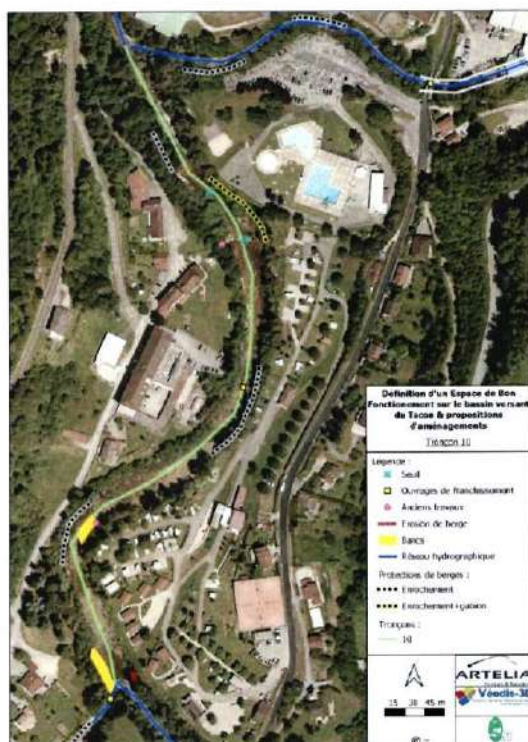 Définition d'un Espace de Bon
Fonctionement sur le bassin versant
du Tacon & propositions
d'aménagements
Tronçon 10
Légende :
Seuil
Ouvrages de franchissement
Anciens travaux
Erosion de berge
Bancs
Réseau hydrographique
Protections de berges :
Enrochement
Enrochement + gabion
Tronçons :
10
15 30 45 m
ARTELIA